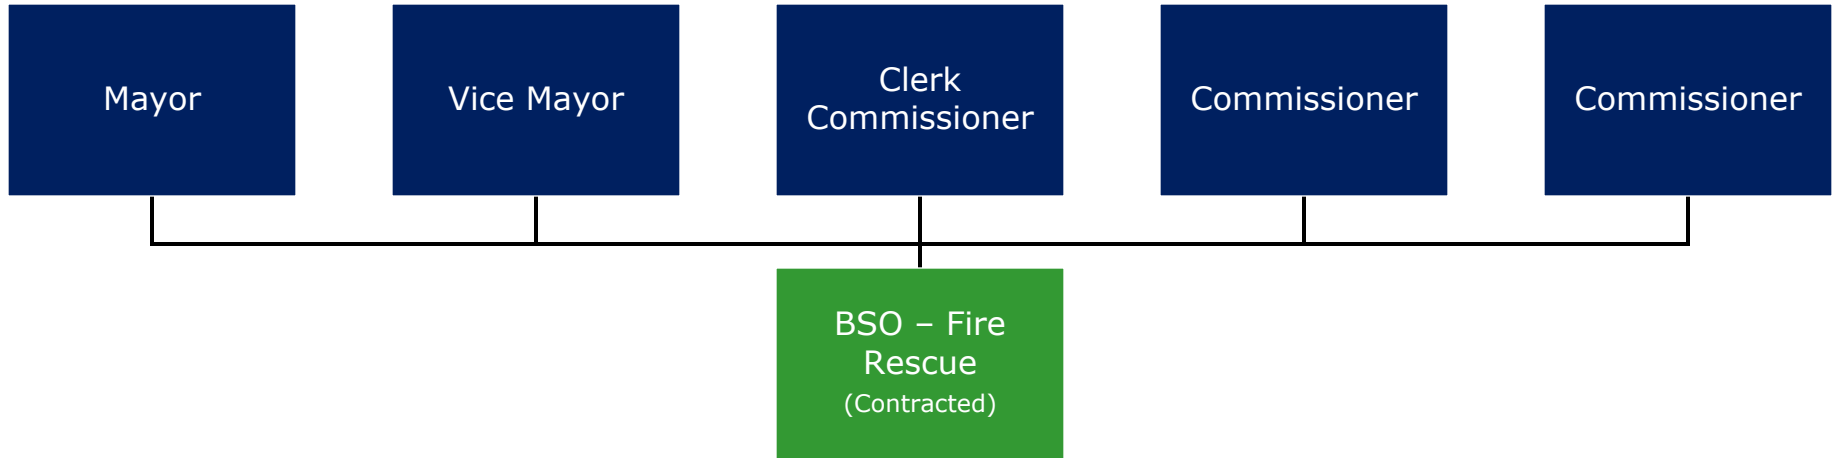 Mayor
Vice Mayor
Clerk
Commissioner
Commissioner
Commissioner
BSO – Fire
Rescue
(Contracted)